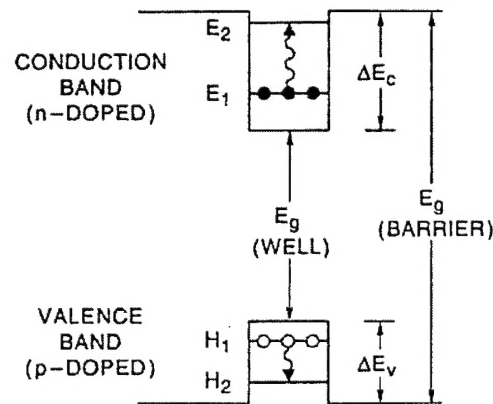 E2
CONDUCTION
BAND
(n-DOPED)
E1
ΔEc
Eg
(WELL)
Eg
(BARRIER)
VALENCE
BAND
(p-DOPED)
H1
H2
ΔEv